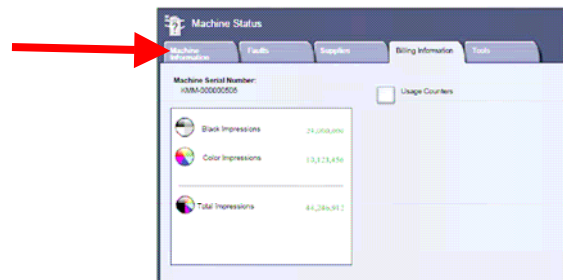 Machine Status
Machine Information
Faults
Supplies
Billing Information
Tools
Machine Serial Number:
Usage Counters
Black Impressions
Color Impressions
Total Impressions